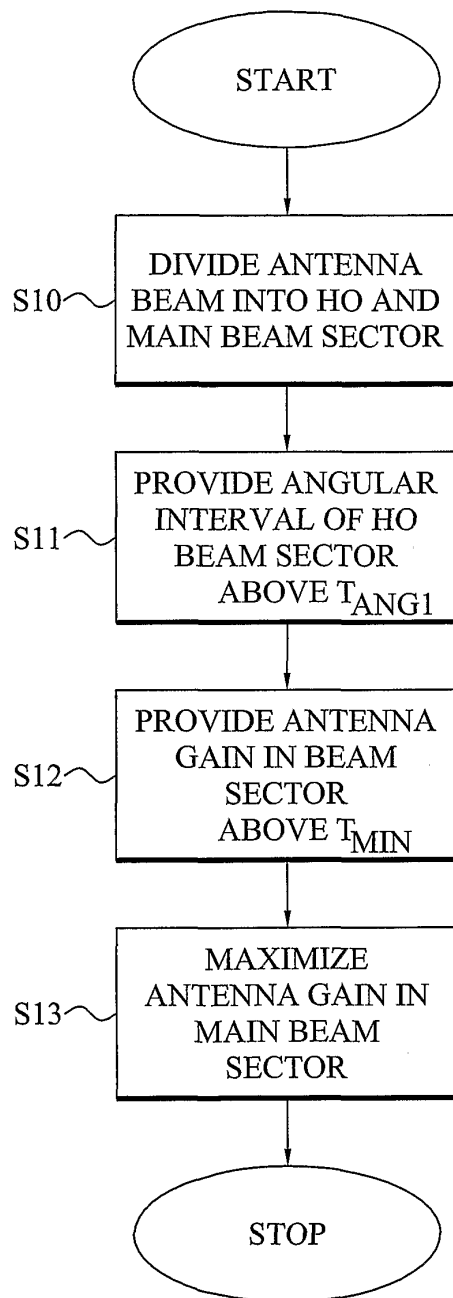 START
DIVIDE ANTENNA
BEAM INTO HO AND
MAIN BEAM SECTOR
S10
PROVIDE ANGULAR
INTERVAL OF HO
BEAM SECTOR
ABOVE TANG1
S11
PROVIDE ANTENNA
GAIN IN BEAM
SECTOR
ABOVE TMIN
S12
MAXIMIZE
ANTENNA GAIN IN
MAIN BEAM
SECTOR
S13
STOP